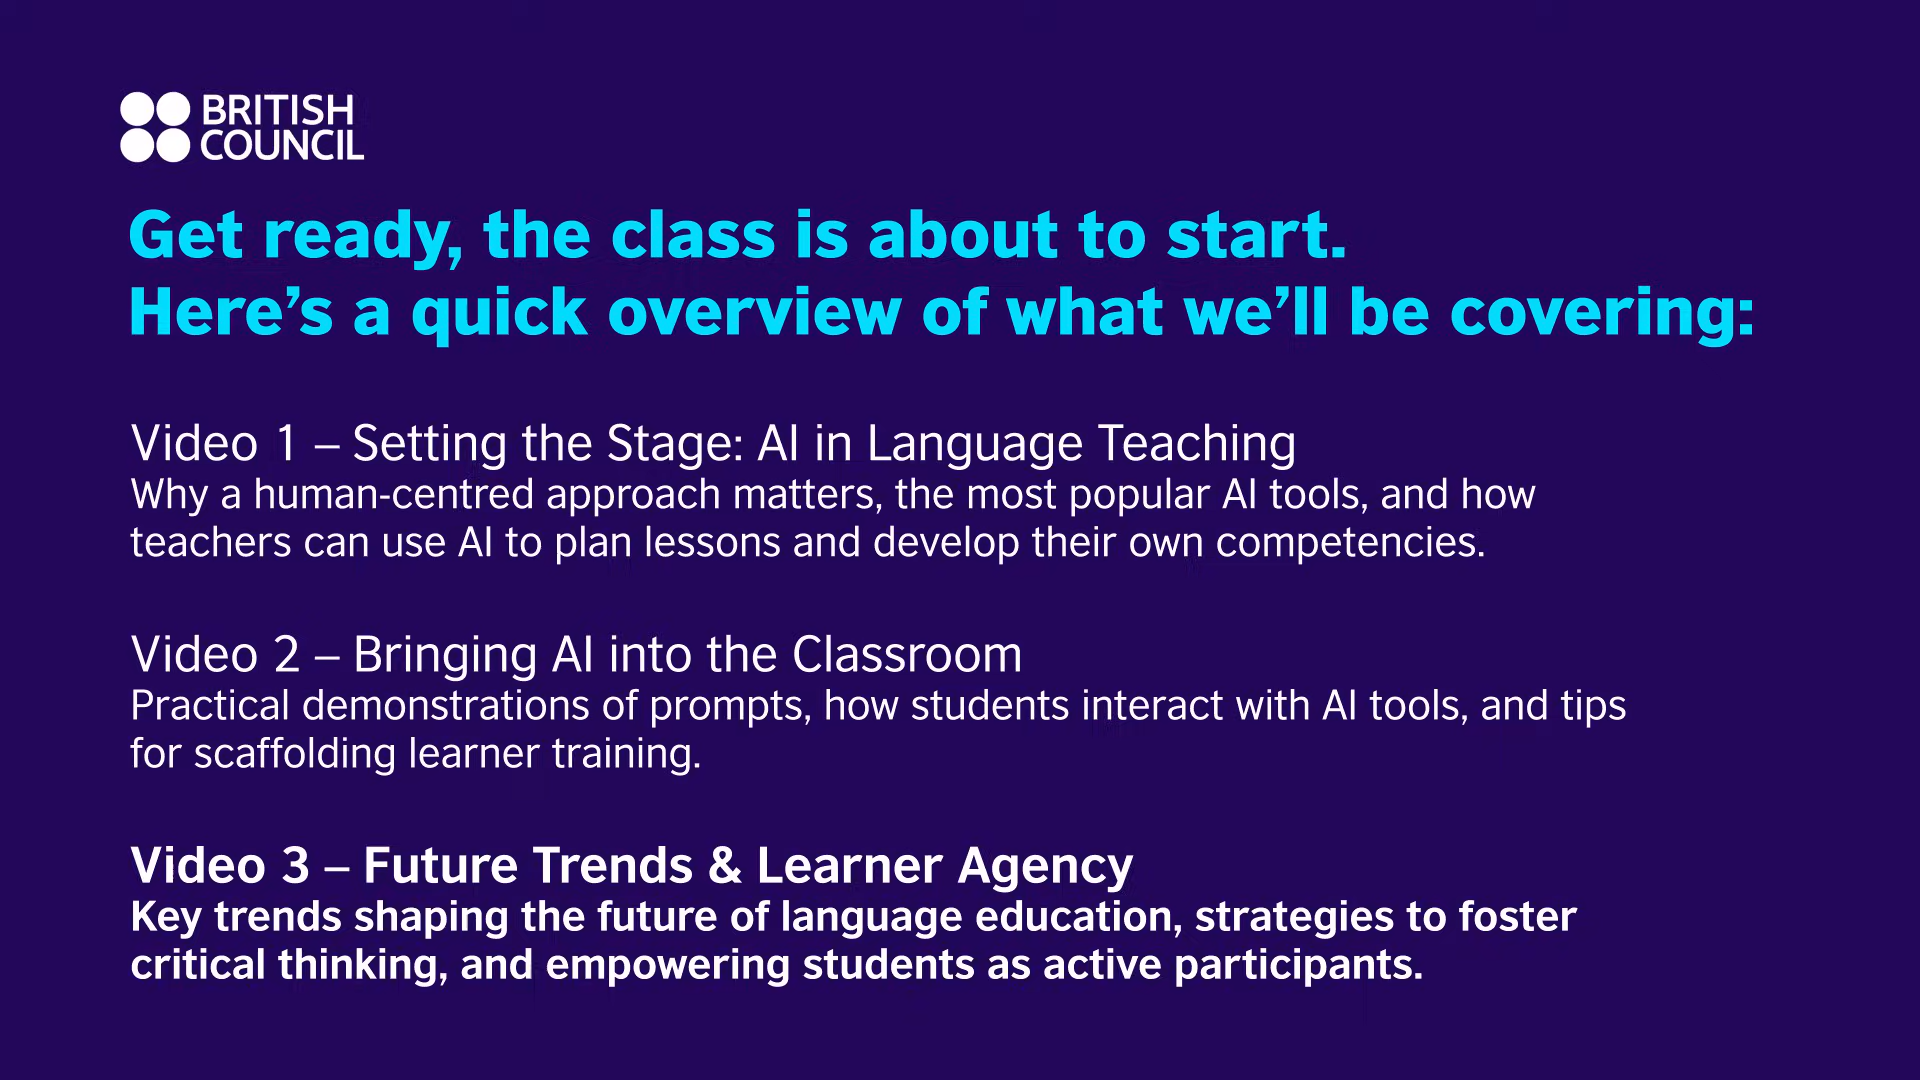 BRITISH
COUNCIL
Get ready, the class is about to start.
Here’s a quick overview of what we’ll be covering:
Video 1 – Setting the Stage: AI in Language Teaching
Why a human-centred approach matters, the most popular AI tools, and how
teachers can use AI to plan lessons and develop their own competencies.
Video 2 – Bringing AI into the Classroom
Practical demonstrations of prompts, how students interact with AI tools, and tips
for scaffolding learner training.
Video 3 – Future Trends & Learner Agency
Key trends shaping the future of language education, strategies to foster
critical thinking, and empowering students as active participants.